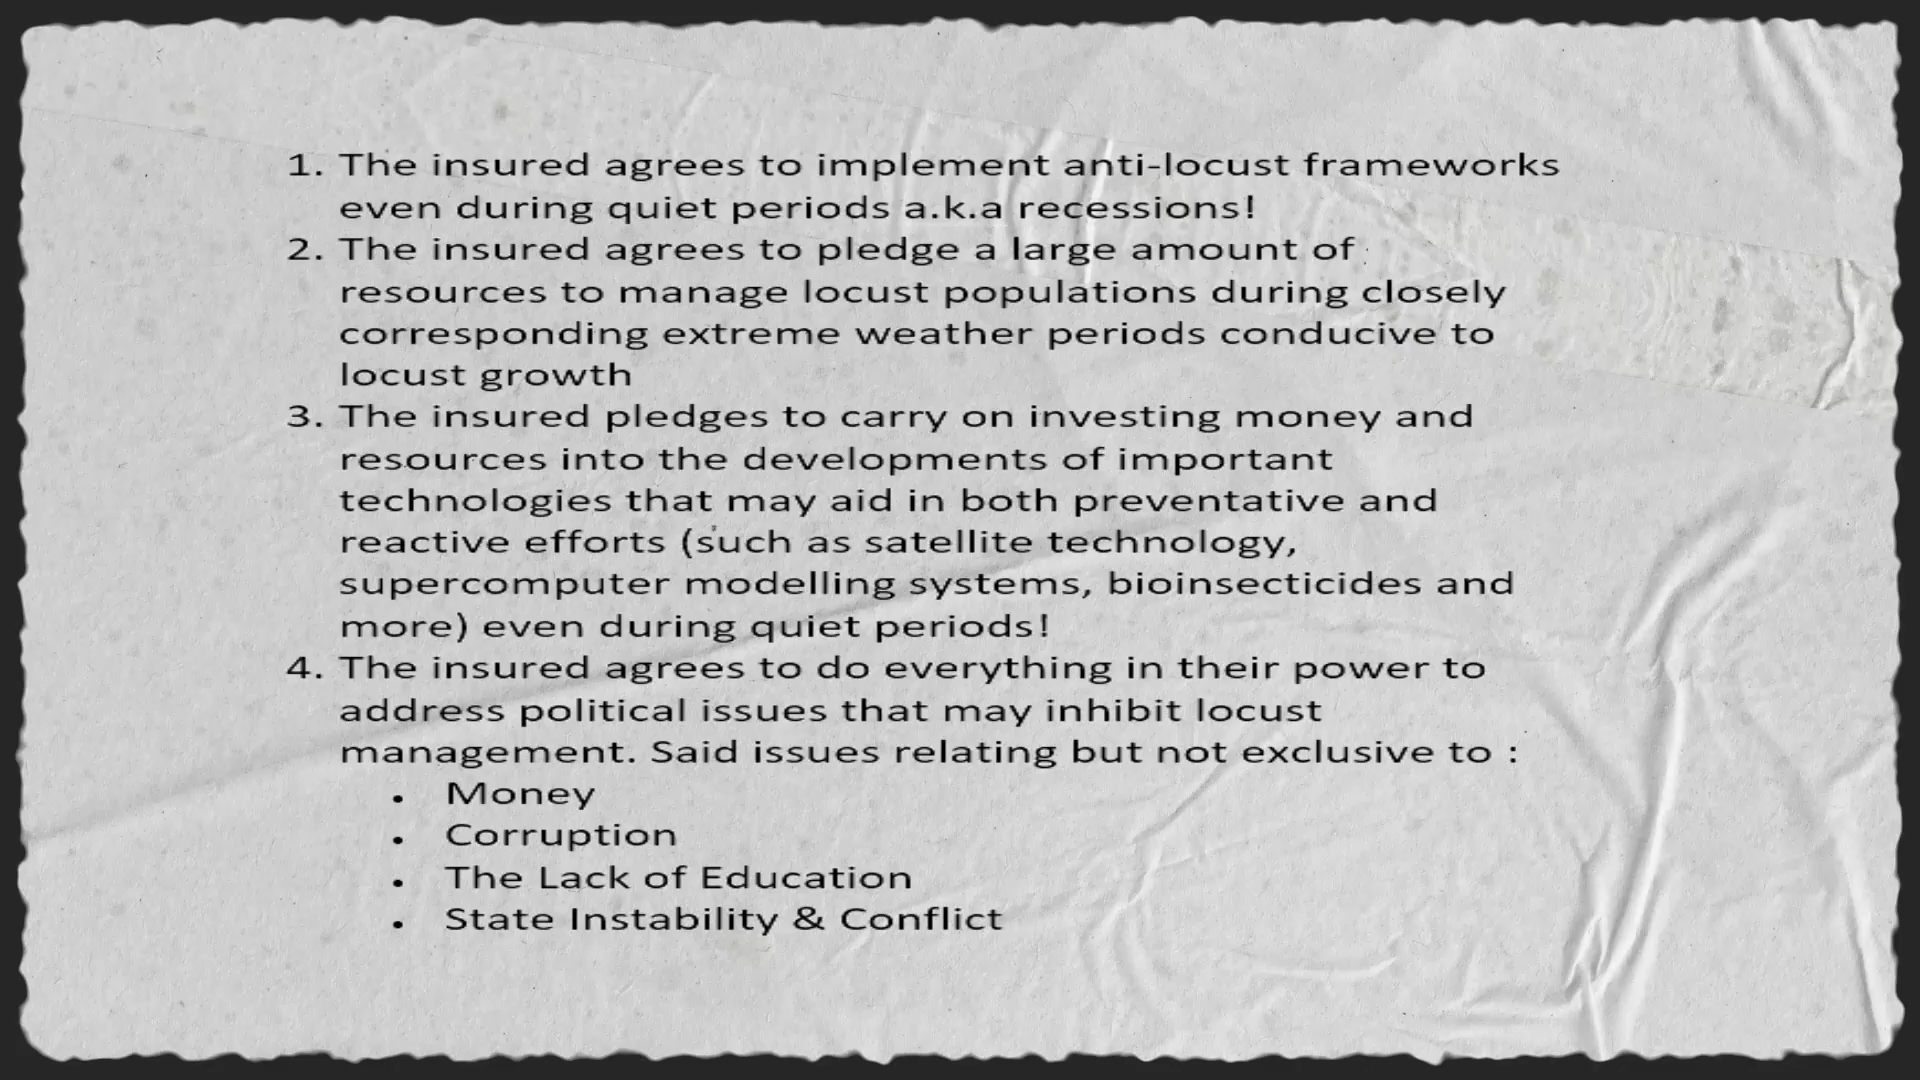 1. The insured agrees to implement anti-locust frameworks
even during quiet periods a.k.a recessions!
2. The insured agrees to pledge a large amount of
resources to manage locust populations during closely
corresponding extreme weather periods conducive to
locust growth
3. The insured pledges to carry on investing money and
resources into the developments of important
technologies that may aid in both preventative and
reactive efforts (such as satellite technology,
supercomputer modelling systems, bioinsecticides and
more) even during quiet periods!
4. The insured agrees to do everything in their power to
address political issues that may inhibit locust
management. Said issues relating but not exclusive to :
• Money
• Corruption
• The Lack of Education
• State Instability & Conflict